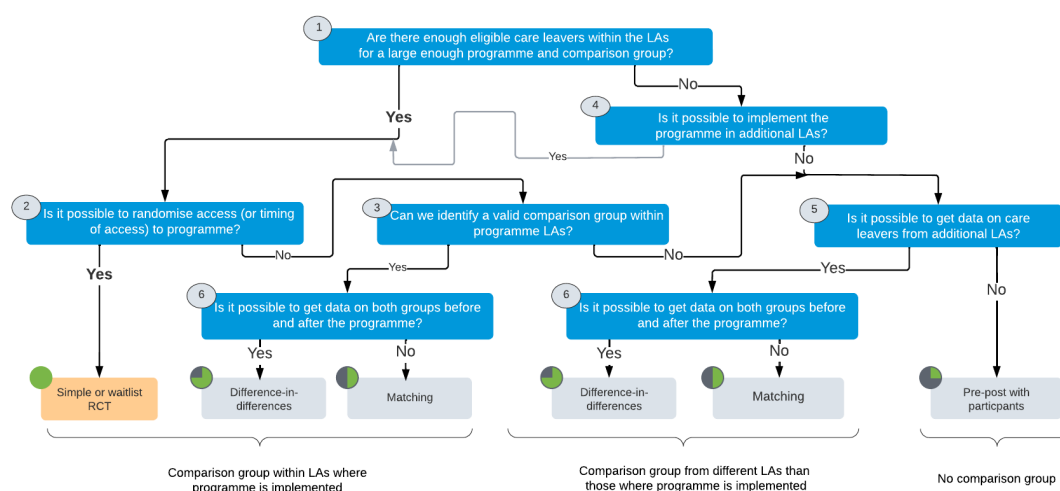 1
Are there enough eligible care leavers within the LAs
for a large enough programme and comparison group?
Yes
No
4
Is it possible to implement the
programme in additional LAs?
Yes
No
2
Is it possible to randomise access (or timing
of access) to programme?
Yes
No
3
Can we identify a valid comparison group within
programme LAs?
Yes
No
5
Is it possible to get data on care
leavers from additional LAs?
Yes
No
6
Is it possible to get data on both groups before
and after the programme?
Yes
No
6
Is it possible to get data on both groups before
and after the programme?
Yes
No
Simple or waitlist
RCT
Difference-in-
differences
Matching
Difference-in-
differences
Matching
Pre-post with
particpants
Comparison group within LAs where
programme is implemented
Comparison group from different LAs than
those where programme is implemented
No comparison group